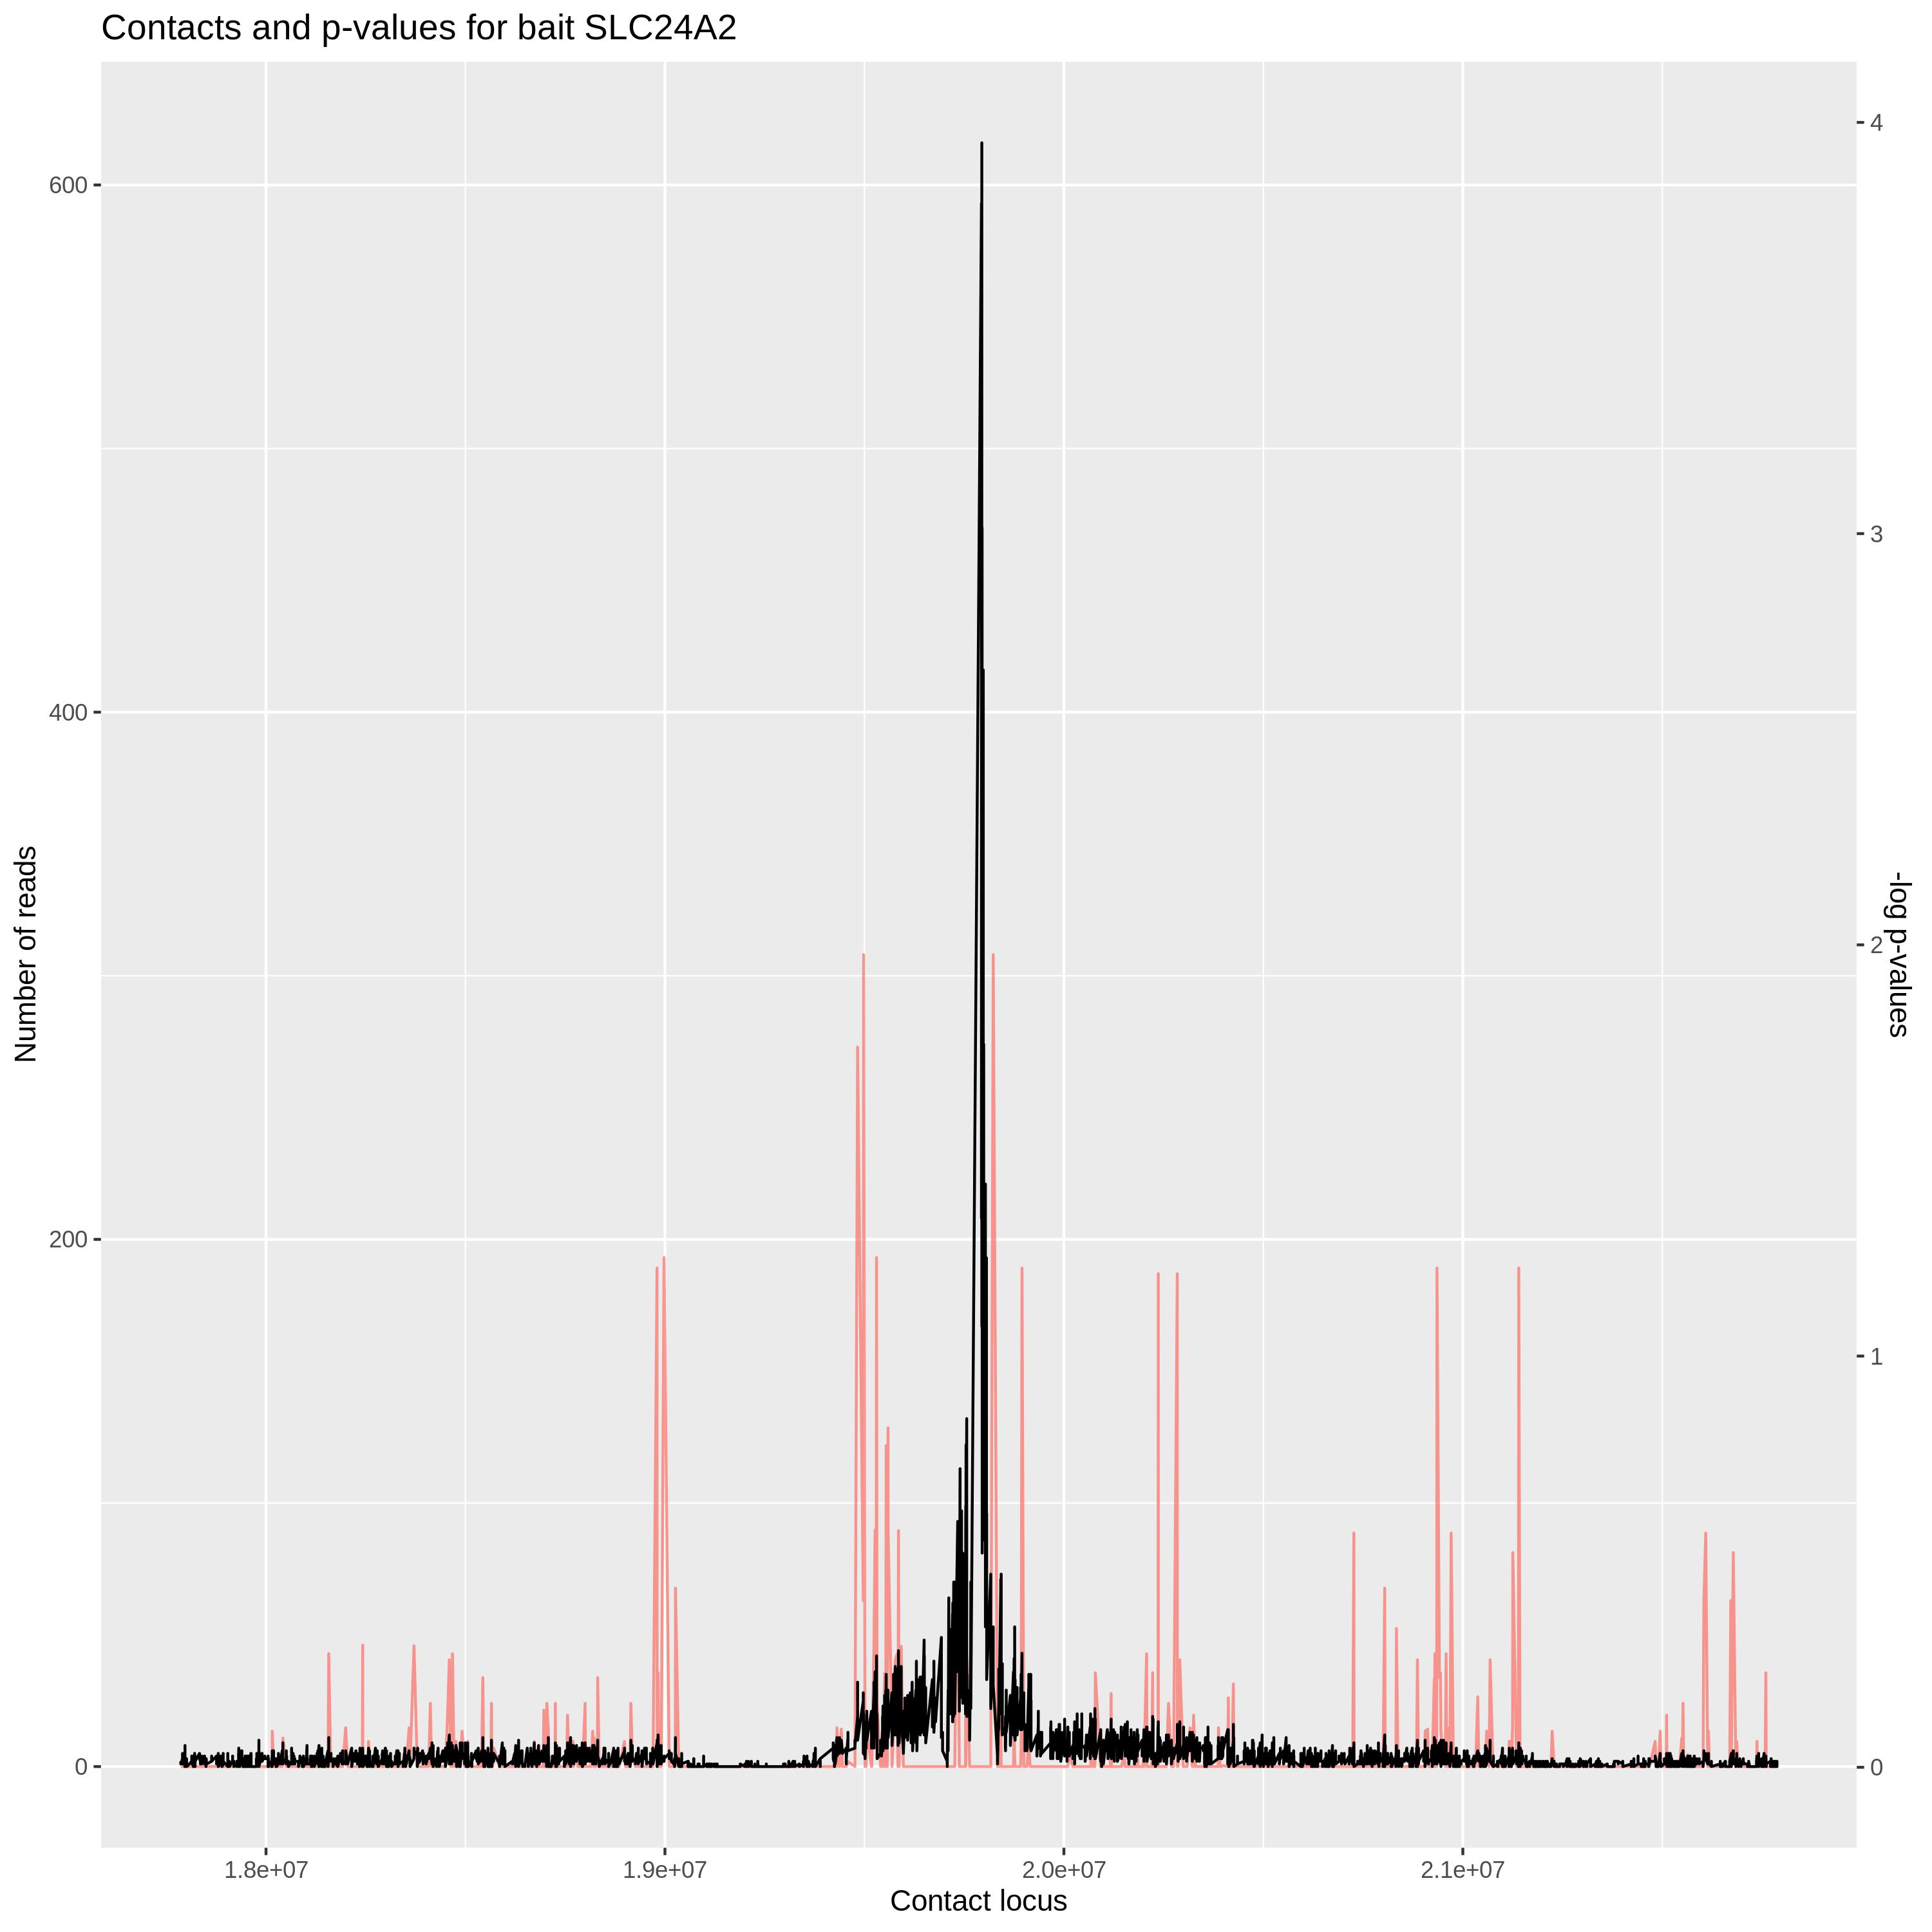 Contacts and p-values for bait SLC24A2
Number of reads
600
400
200
0
4
3
2
1
0
-log p-values
1.8e+07
1.9e+07
2.0e+07
2.1e+07
Contact locus